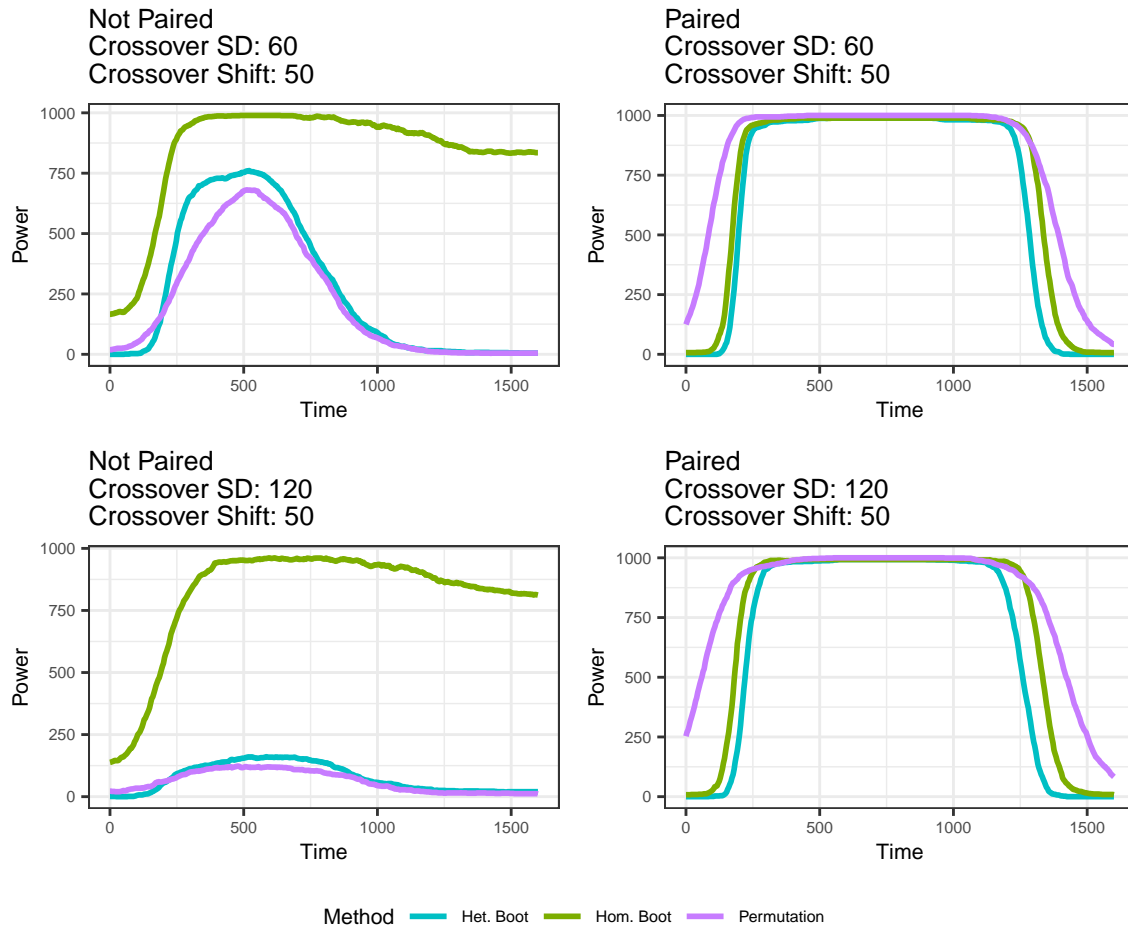 Not Paired
Crossover SD: 60
Crossover Shift: 50
1000
750
500
250
0
Power
0
500
1000
1500
Time
Paired
Crossover SD: 60
Crossover Shift: 50
1000
750
500
250
0
Power
0
500
1000
1500
Time
Not Paired
Crossover SD: 120
Crossover Shift: 50
1000
750
500
250
0
Power
0
500
1000
1500
Time
Paired
Crossover SD: 120
Crossover Shift: 50
1000
750
500
250
0
Power
0
500
1000
1500
Time
Method Het. Boot Hom. Boot Permutation